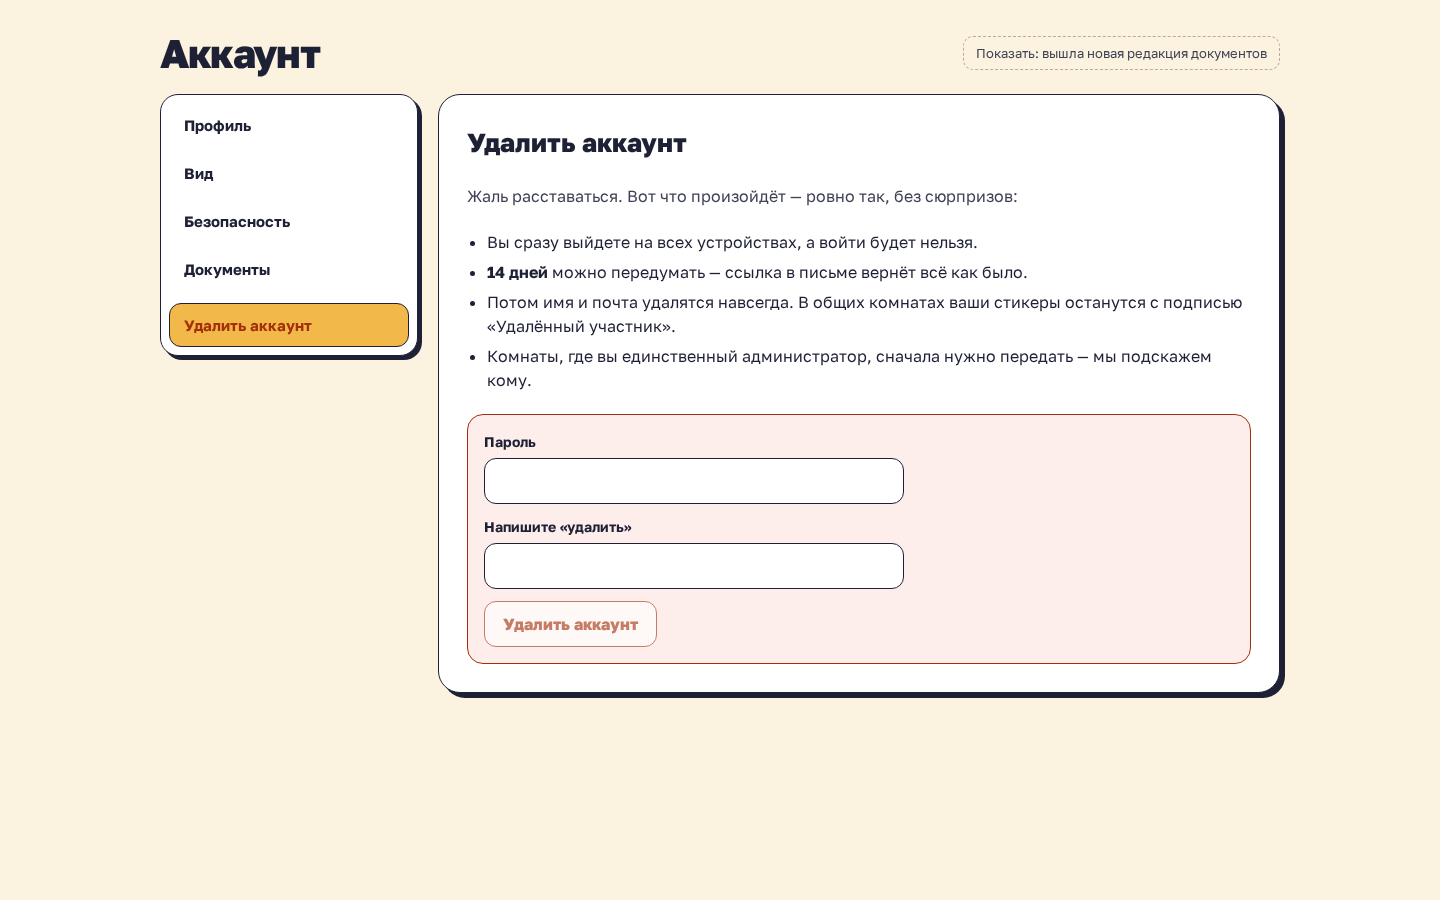 Аккаунт
Показать: вышла новая редакция документов
Профиль
Вид
Безопасность
Документы
Удалить аккаунт
Удалить аккаунт
Жаль расставаться. Вот что произойдёт — ровно так, без сюрпризов:
• Вы сразу выйдете на всех устройствах, а войти будет нельзя.
• 14 дней можно передумать — ссылка в письме вернёт всё как было.
• Потом имя и почта удалятся навсегда. В общих комнатах ваши стикеры останутся с подписью
«Удалённый участник».
• Комнаты, где вы единственный администратор, сначала нужно передать — мы подскажем
кому.
Пароль
Напишите «удалить»
Удалить аккаунт